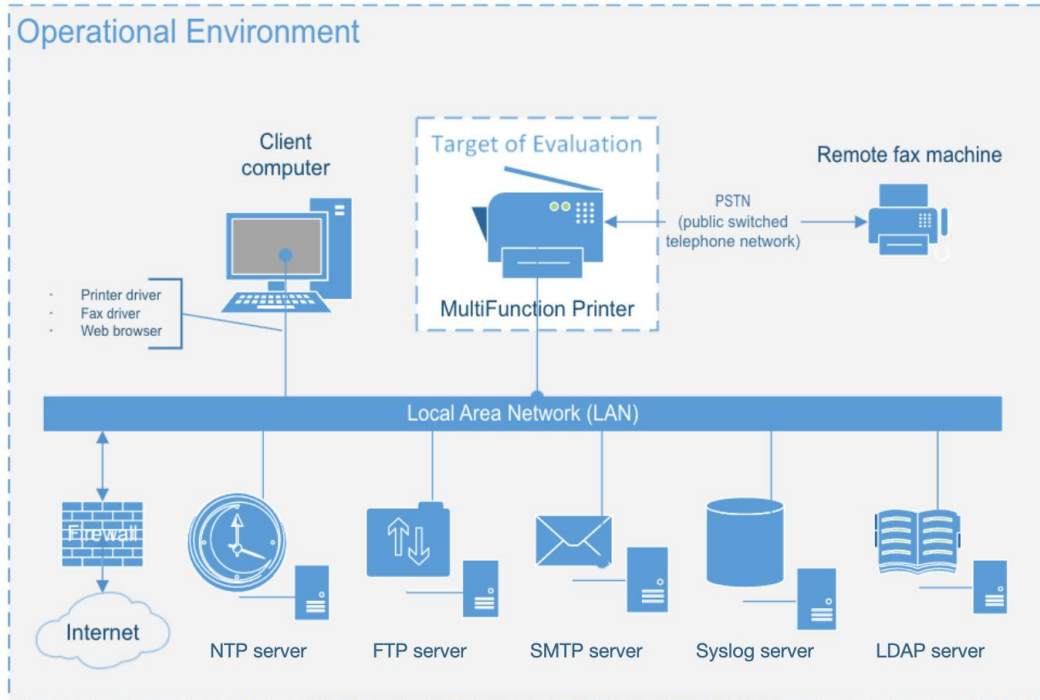 Operational Environment
Client
computer
Target of Evaluation
Remote fax machine
PSTN
(public switched
telephone network)
MultiFunction Printer
· Printer driver
· Fax driver
· Web browser
Local Area Network (LAN)
Firewall
Internet
NTP server
FTP server
SMTP server
Syslog server
LDAP server